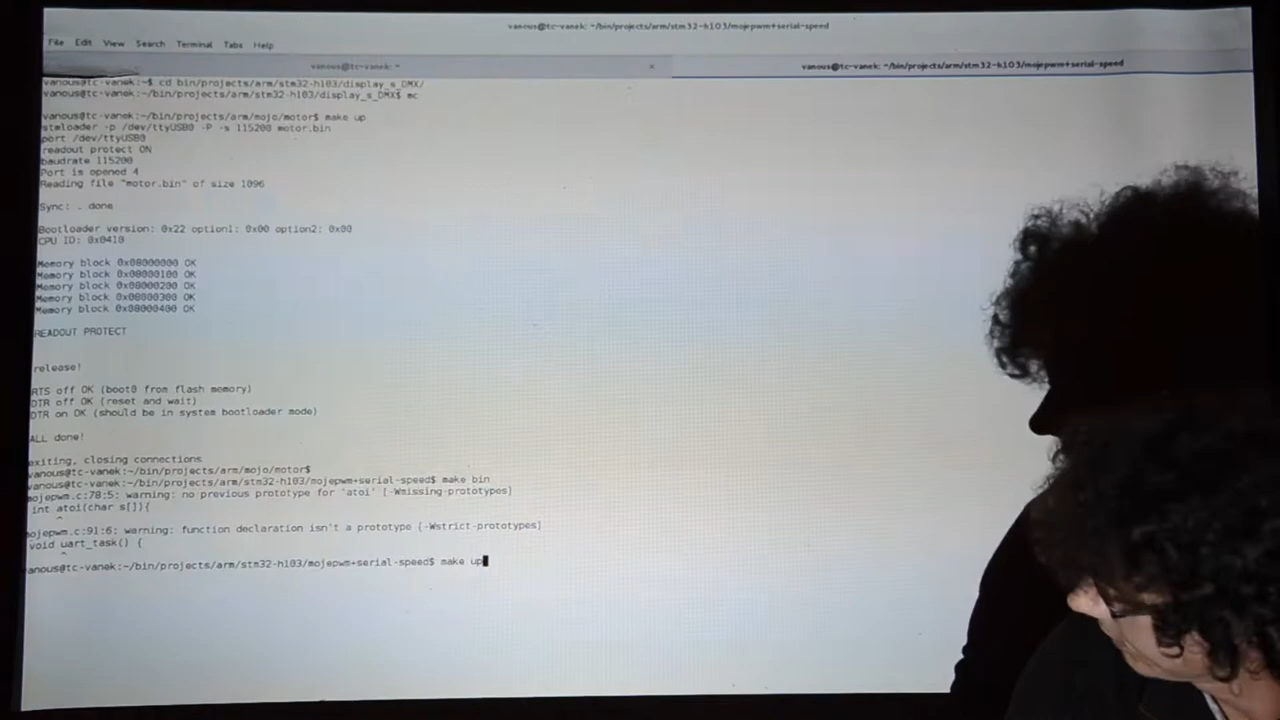 vanous@tc-vanek: ~/bin/projects/arm/stm32-h103/mojepwm+serial-speed
File Edit View Search Terminal Tabs Help
vanous@tc-vanek: ~
vanous@tc-vanek: ~/bin/projects/arm/stm32-h103/mojepwm+serial-speed
vanous@tc-vanek:~$ cd bin/projects/arm/stm32-h103/display_s_DMX/
vanous@tc-vanek:~/bin/projects/arm/stm32-h103/display_s_DMX$ mc
vanous@tc-vanek:~/bin/projects/arm/mojo/motor$ make up
stmloader -p /dev/ttyUSB0 -P -s 115200 motor.bin
port /dev/ttyUSB0
readout protect ON
baudrate 115200
Port is opened 4
Reading file "motor.bin" of size 1096
Sync: . done
Bootloader version: 0x22 option1: 0x00 option2: 0x00
CPU ID: 0x0410
Memory block 0x08000000 OK
Memory block 0x08000100 OK
Memory block 0x08000200 OK
Memory block 0x08000300 OK
Memory block 0x08000400 OK
READOUT PROTECT
release!
RTS off OK (boot0 from flash memory)
DTR off OK (reset and wait)
DTR on OK (should be in system bootloader mode)
ALL done!
exiting, closing connections
vanous@tc-vanek:~/bin/projects/arm/mojo/motor$
vanous@tc-vanek:~/bin/projects/arm/stm32-h103/mojepwm+serial-speed$ make bin
mojepwm.c:78:5: warning: no previous prototype for 'atoi' [-Wmissing-prototypes]
int atoi(char s[]){
^
mojepwm.c:91:6: warning: function declaration isn't a prototype [-Wstrict-prototypes]
void uart_task() {
^
vanous@tc-vanek:~/bin/projects/arm/stm32-h103/mojepwm+serial-speed$ make up